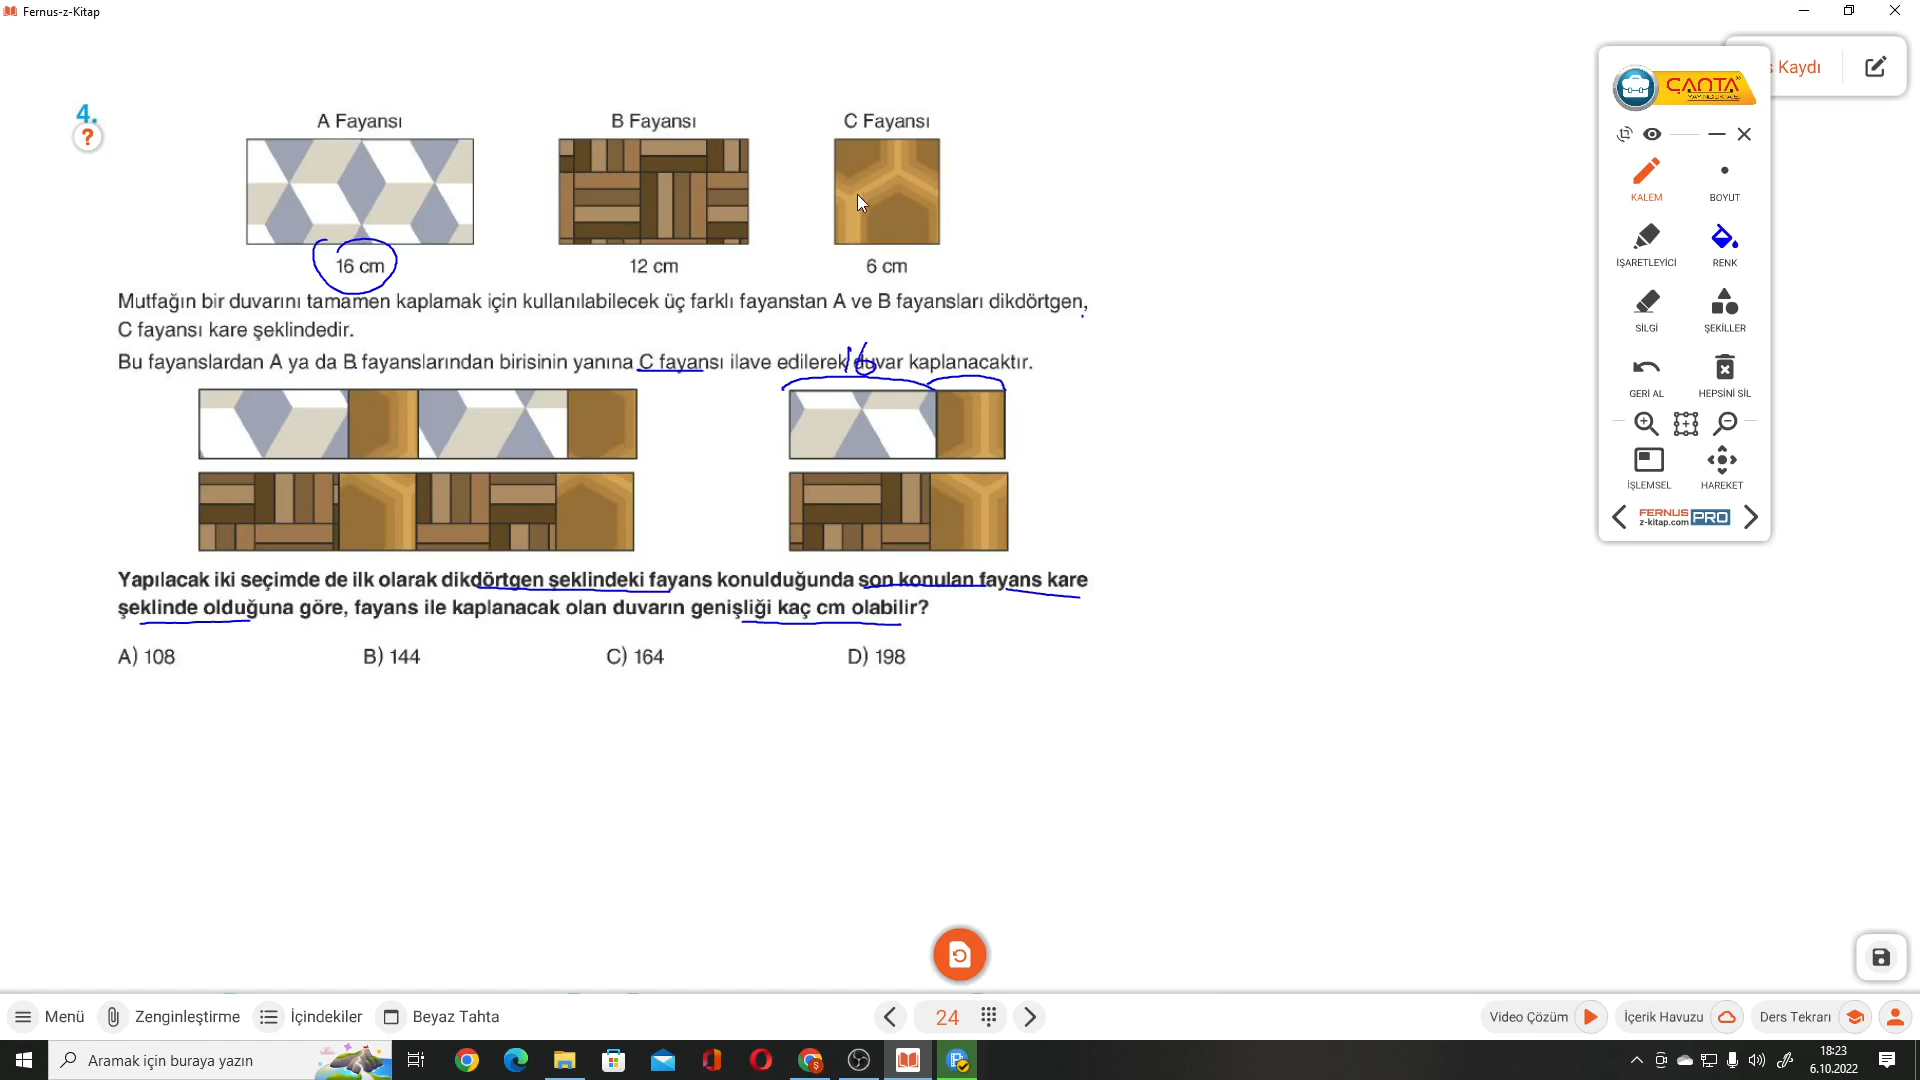 Fernus-z-Kitap
Kaydı
ÇANTA
YAYINCILIK A.Ş.
4.
?
A Fayansı
B Fayansı
C Fayansı
16 cm
12 cm
6 cm
Mutfağın bir duvarını tamamen kaplamak için kullanılabilecek üç farklı fayanstan A ve B fayansları dikdörtgen,
C fayansı kare şeklindedir.
Bu fayanslardan A ya da B fayanslarından birisinin yanına C fayansı ilave edilerek duvar kaplanacaktır.
16
Yapılacak iki seçimde de ilk olarak dikdörtgen şeklindeki fayans konulduğunda son konulan fayans kare
şeklinde olduğuna göre, fayans ile kaplanacak olan duvarın genişliği kaç cm olabilir?
A) 108
B) 144
C) 164
D) 198
KALEM
BOYUT
İŞARETLEYİCİ
RENK
SİLGİ
ŞEKİLLER
GERİ AL
HEPSİNİ SİL
İŞLEMSEL
HAREKET
FERNUS
z-kitap.com PRO
Menü
Zenginleştirme
İçindekiler
Beyaz Tahta
24
Video Çözüm
İçerik Havuzu
Ders Tekrarı
Aramak için buraya yazın
18:23
6.10.2022